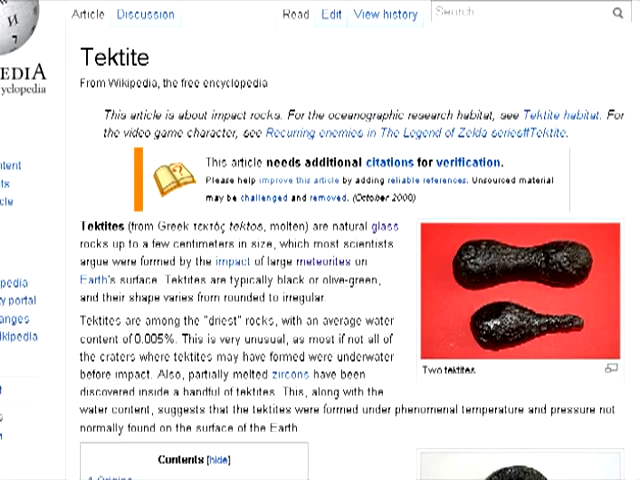 Article Discussion Read Edit View history Search
EDIA
yclopedia
Tektite
From Wikipedia, the free encyclopedia
This article is about impact rocks. For the oceanographic research habitat, see Tektite habitat. For
the video game character, see Recurring enemies in The Legend of Zelda series#Tektite.
This article needs additional citations for verification.
Please help improve this article by adding reliable references. Unsourced material
may be challenged and removed. (October 2000)
Tektites (from Greek τεκτός tektos, molten) are natural glass
rocks up to a few centimeters in size, which most scientists
argue were formed by the impact of large meteorites on
Earth's surface. Tektites are typically black or olive-green,
and their shape varies from rounded to irregular.
Tektites are among the "driest" rocks, with an average water
content of 0.005%. This is very unusual, as most if not all of
the craters where tektites may have formed were underwater
before impact. Also, partially melted zircons have been
discovered inside a handful of tektites. This, along with the
water content, suggests that the tektites were formed under phenomenal temperature and pressure not
normally found on the surface of the Earth
Two tektites
Contents [hide]
ntent
ts
cle
pedia
ty portal
anges
ikipedia